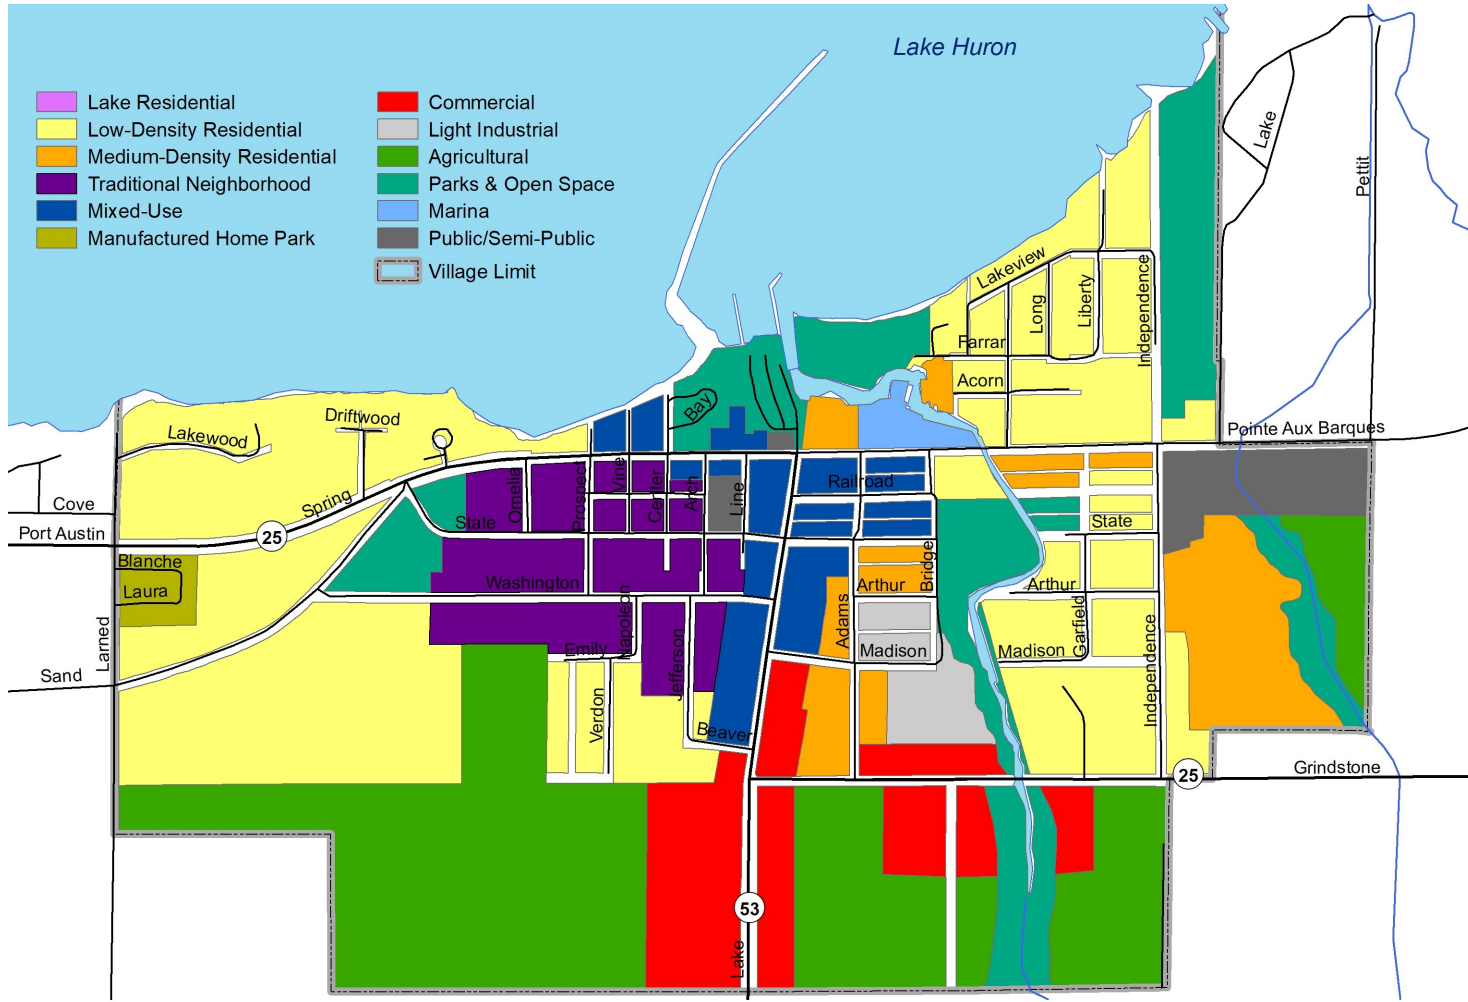 Lake Huron
Lake Residential
Low-Density Residential
Medium-Density Residential
Traditional Neighborhood
Mixed-Use
Manufactured Home Park
Commercial
Light Industrial
Agricultural
Parks & Open Space
Marina
Public/Semi-Public
Village Limit
Lake
Pettit
Lakeview
Long
Liberty
Independence
Farrar
Acorn
Bay
Driftwood
Lakewood
Pointe Aux Barques
Cove
Port Austin
Spring
25
State
Omelia
Prospect
Vine
Center
Arch
Line
Railroad
State
Blanche
Laura
Washington
Arthur
Bridge
Arthur
Larned
Sand
Napoleon
Emily
Jefferson
Adams
Madison
Madison
Garfield
Independence
Verdon
Beaver
25
Grindstone
53
Lake